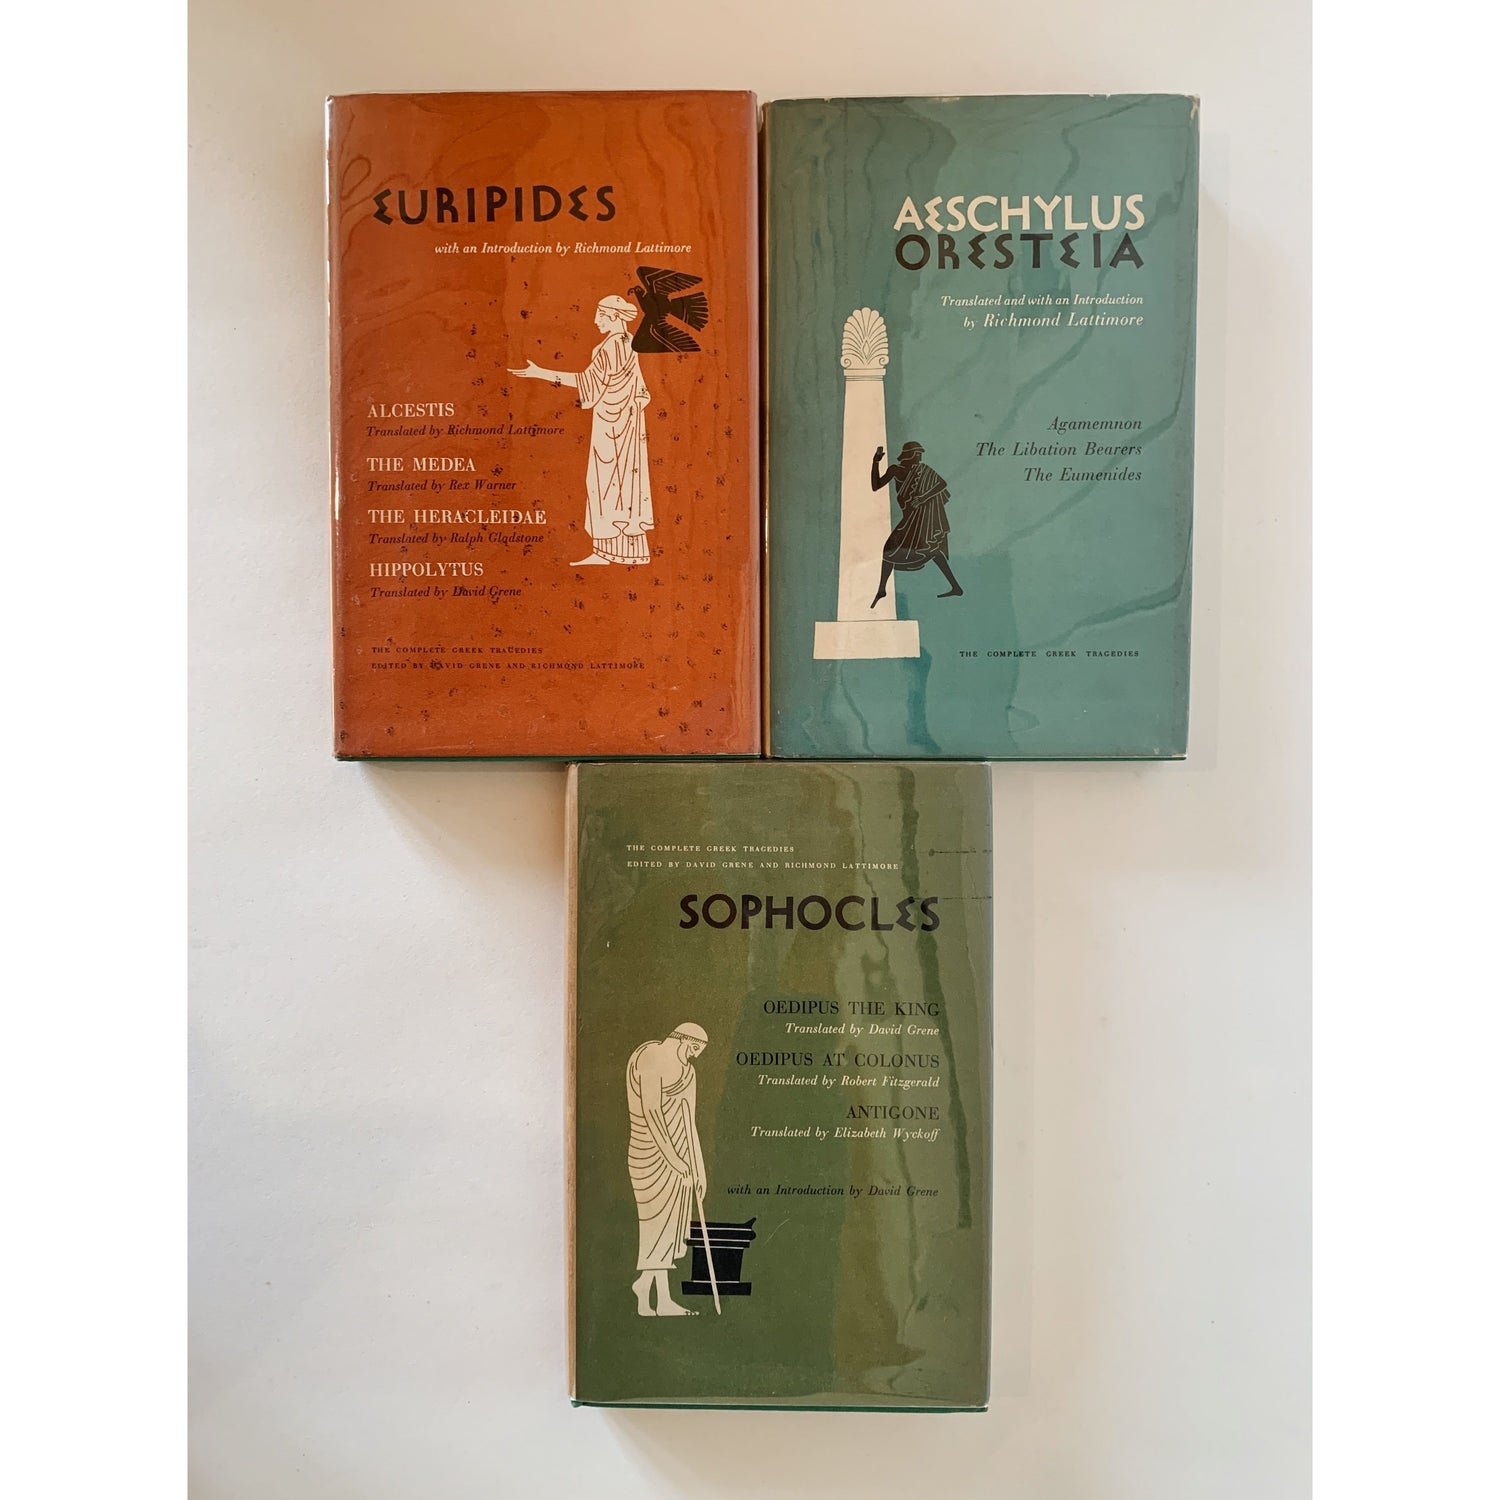 EURIPIDES
with an Introduction by Richmond Lattimore
ALCESTIS
Translated by Richmond Lattimore
THE MEDEA
Translated by Rex Warner
THE HERACLEIDAE
Translated by Ralph Gladstone
HIPPOLYTUS
Translated by David Grene
THE COMPLETE GREEK TRAGEDIES
EDITED BY DAVID GRENE AND RICHMOND LATTIMORE
AESCHYLUS
ORESTEIA
Translated and with an Introduction
by Richmond Lattimore
Agamemnon
The Libation Bearers
The Eumenides
THE COMPLETE GREEK TRAGEDIES
THE COMPLETE GREEK TRAGEDIES
EDITED BY DAVID GRENE AND RICHMOND LATTIMORE
SOPHOCLES
OEDIPUS THE KING
Translated by David Grene
OEDIPUS AT COLONUS
Translated by Robert Fitzgerald
ANTIGONE
Translated by Elizabeth Wyckoff
with an Introduction by David Grene